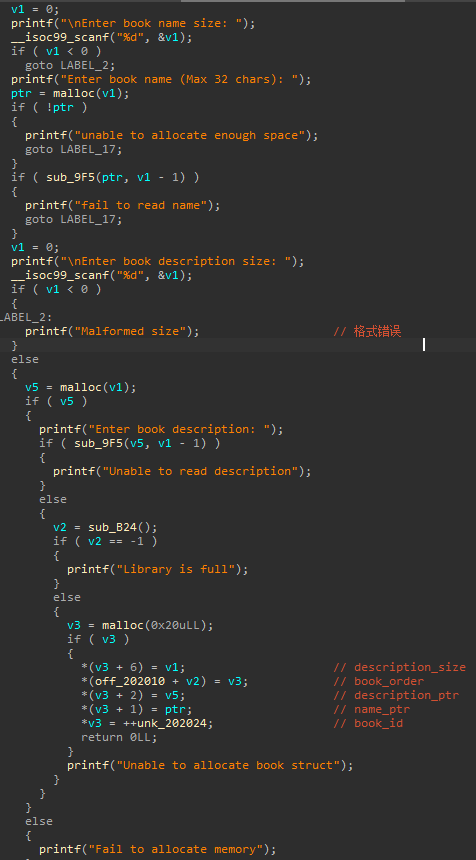 v1 = 0;
printf("\nEnter book name size: ");
__isoc99_scanf("%d", &v1);
if ( v1 < 0 )
goto LABEL_2;
printf("Enter book name (Max 32 chars): ");
ptr = malloc(v1);
if ( !ptr )
{
printf("unable to allocate enough space");
goto LABEL_17;
}
if ( sub_9F5(ptr, v1 - 1) )
{
printf("fail to read name");
goto LABEL_17;
}
v1 = 0;
printf("\nEnter book description size: ");
__isoc99_scanf("%d", &v1);
if ( v1 < 0 )
{
LABEL_2:
printf("Malformed size"); // 格式错误
}
else
{
v5 = malloc(v1);
if ( v5 )
{
printf("Enter book description: ");
if ( sub_9F5(v5, v1 - 1) )
{
printf("Unable to read description");
}
else
{
v2 = sub_B24();
if ( v2 == -1 )
{
printf("Library is full");
}
else
{
v3 = malloc(0x20uLL);
if ( v3 )
{
*(v3 + 6) = v1; // description_size
*(off_202010 + v2) = v3; // book_order
*(v3 + 2) = v5; // description_ptr
*(v3 + 1) = ptr; // name_ptr
*v3 = ++unk_202024; // book_id
return 0LL;
}
printf("Unable to allocate book struct");
}
}
}
else
{
printf("Fail to allocate memory");